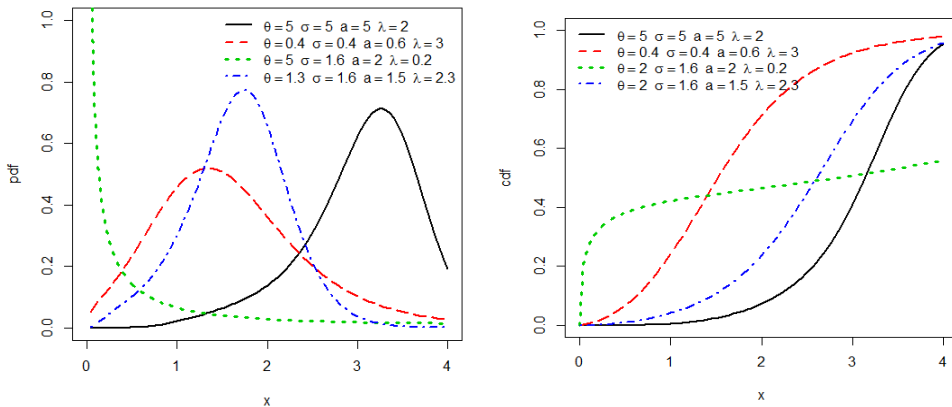 θ=5 σ=5 a=5 λ=2
θ=0.4 σ=0.4 a=0.6 λ=3
θ=5 σ=1.6 a=2 λ=0.2
θ=1.3 σ=1.6 a=1.5 λ=2.3
pdf
1.0
0.8
0.6
0.4
0.2
0.0
0 1 2 3 4
x
θ=5 σ=5 a=5 λ=2
θ=0.4 σ=0.4 a=0.6 λ=3
θ=2 σ=1.6 a=2 λ=0.2
θ=2 σ=1.6 a=1.5 λ=2.3
cdf
1.0
0.8
0.6
0.4
0.2
0.0
0 1 2 3 4
x